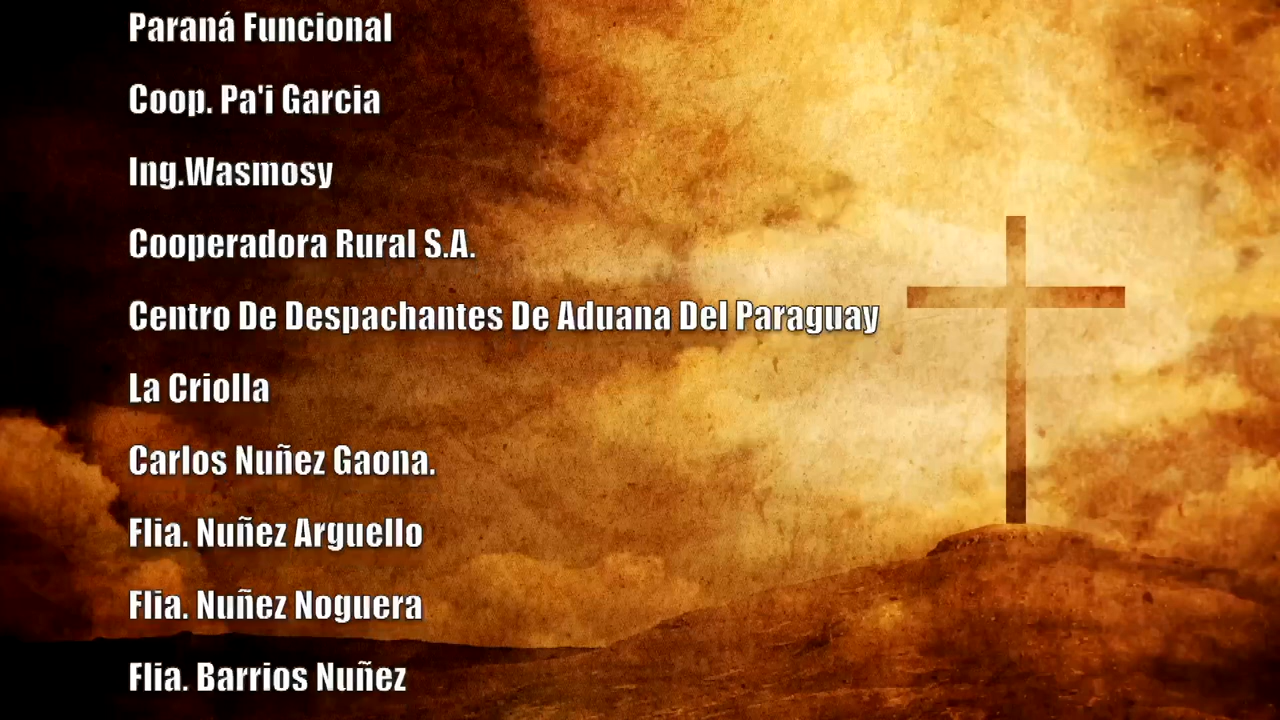 Paraná Funcional
Coop. Pa'i Garcia
Ing.Wasmosy
Cooperadora Rural S.A.
Centro De Despachantes De Aduana Del Paraguay
La Criolla
Carlos Nuñez Gaona.
Flia. Nuñez Arguello
Flia. Nuñez Noguera
Flia. Barrios Nuñez